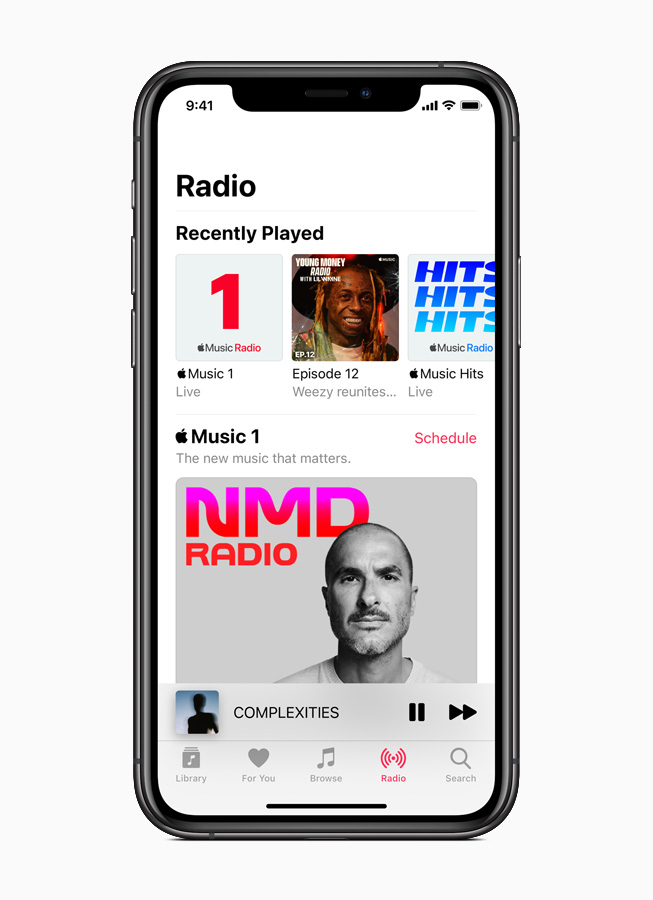 9:41
Radio
Recently Played
1
Music Radio
YOUNG MONEY
RADIO
WITH LIL WAYNE
MUSIC
EP.12
HITS
HITS
HITS
Music Radio
Music 1
Live
Episode 12
Weezy reunites...
Music Hits
Live
Music 1
Schedule
The new music that matters.
NMD
RADIO
COMPLEXITIES
Library
For You
Browse
Radio
Search